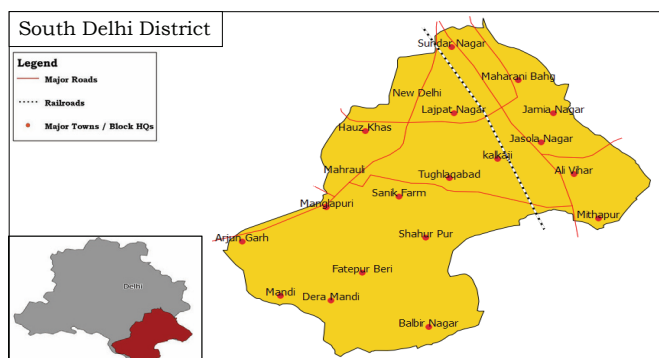 South Delhi District
Legend
Major Roads
Railroads
Major Towns / Block HQs
Sundar Nagar
Maharani Bahg
New Delhi
Lajpat Nagar
Jamia Nagar
Hauz Khas
Jasola Nagar
kalkaji
Mahraul
Tughlaqabad
Ali Vihar
Sanik Farm
Manglapuri
Mithapur
Arjun Garh
Shahur Pur
Fatepur Beri
Mandi
Dera Mandi
Balbir Nagar
Delhi